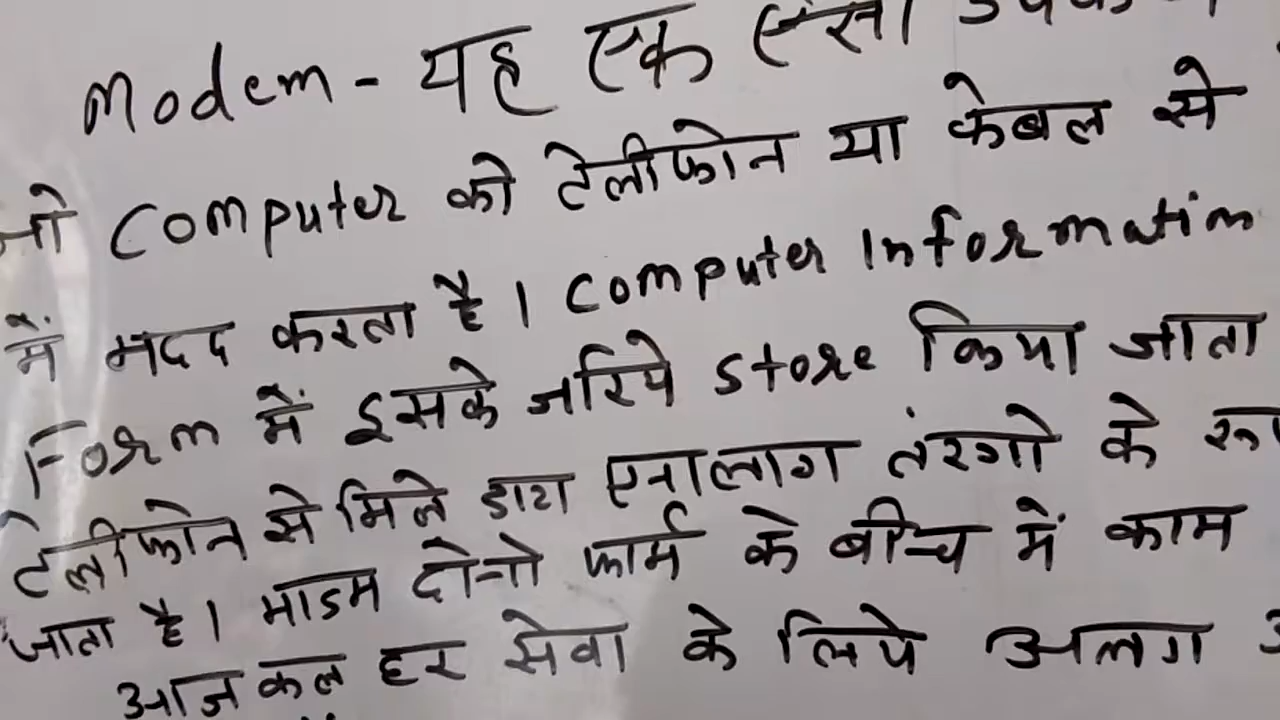 Modem - यह एक ऐसा
जो Computer को टेलीफोन या केबल से
में मदद करता है। Computer Information
Form में इसके जरिये store किया जाता
टेलीफोन से मिले डाटा एनालाग तंरगो के
जाता है। माडम दोनो फार्म के बीच में काम
आजकल हर सेवा के लिये अलग